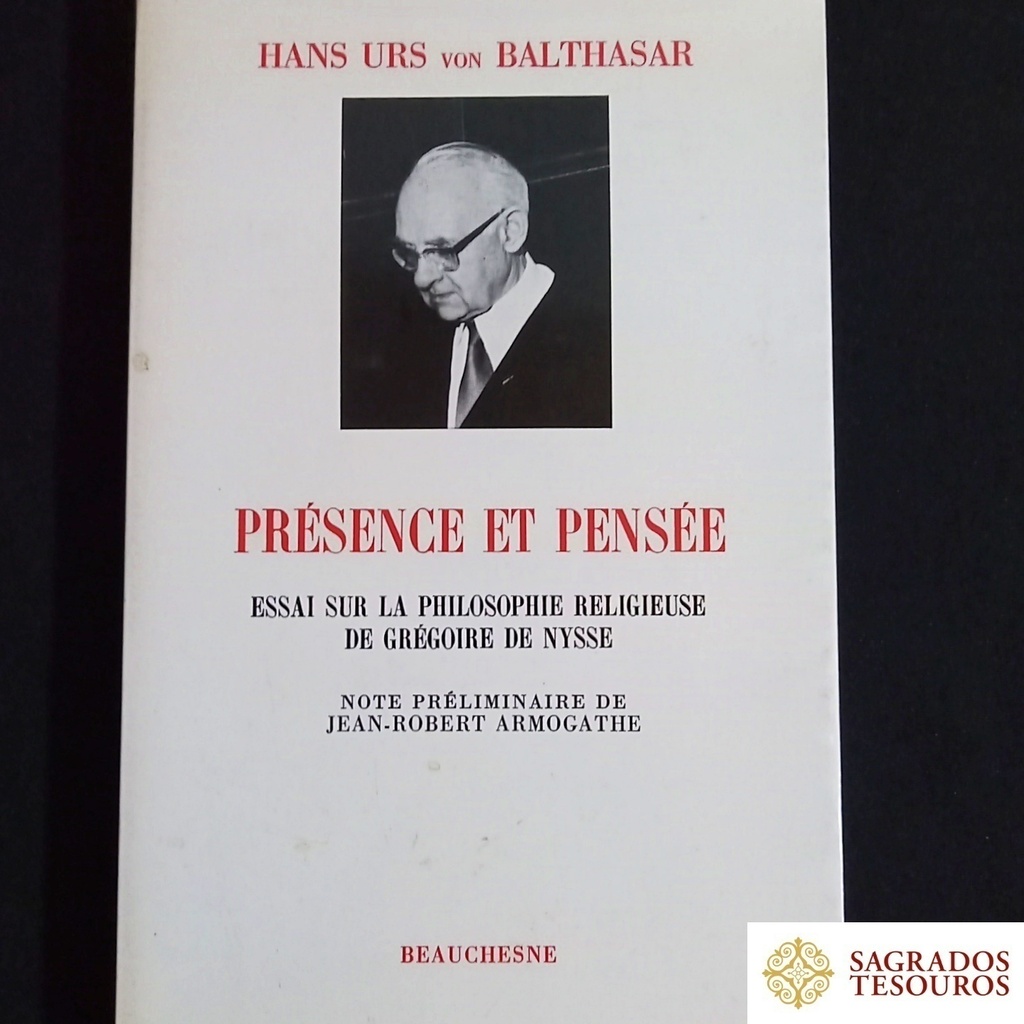 HANS URS VON BALTHASAR
PRÉSENCE ET PENSÉE
ESSAI SUR LA PHILOSOPHIE RELIGIEUSE
DE GRÉGOIRE DE NYSSE
NOTE PRÉLIMINAIRE DE
JEAN-ROBERT ARMOGATHE
BEAUCHESNE
SAGRADOS
TESOUROS